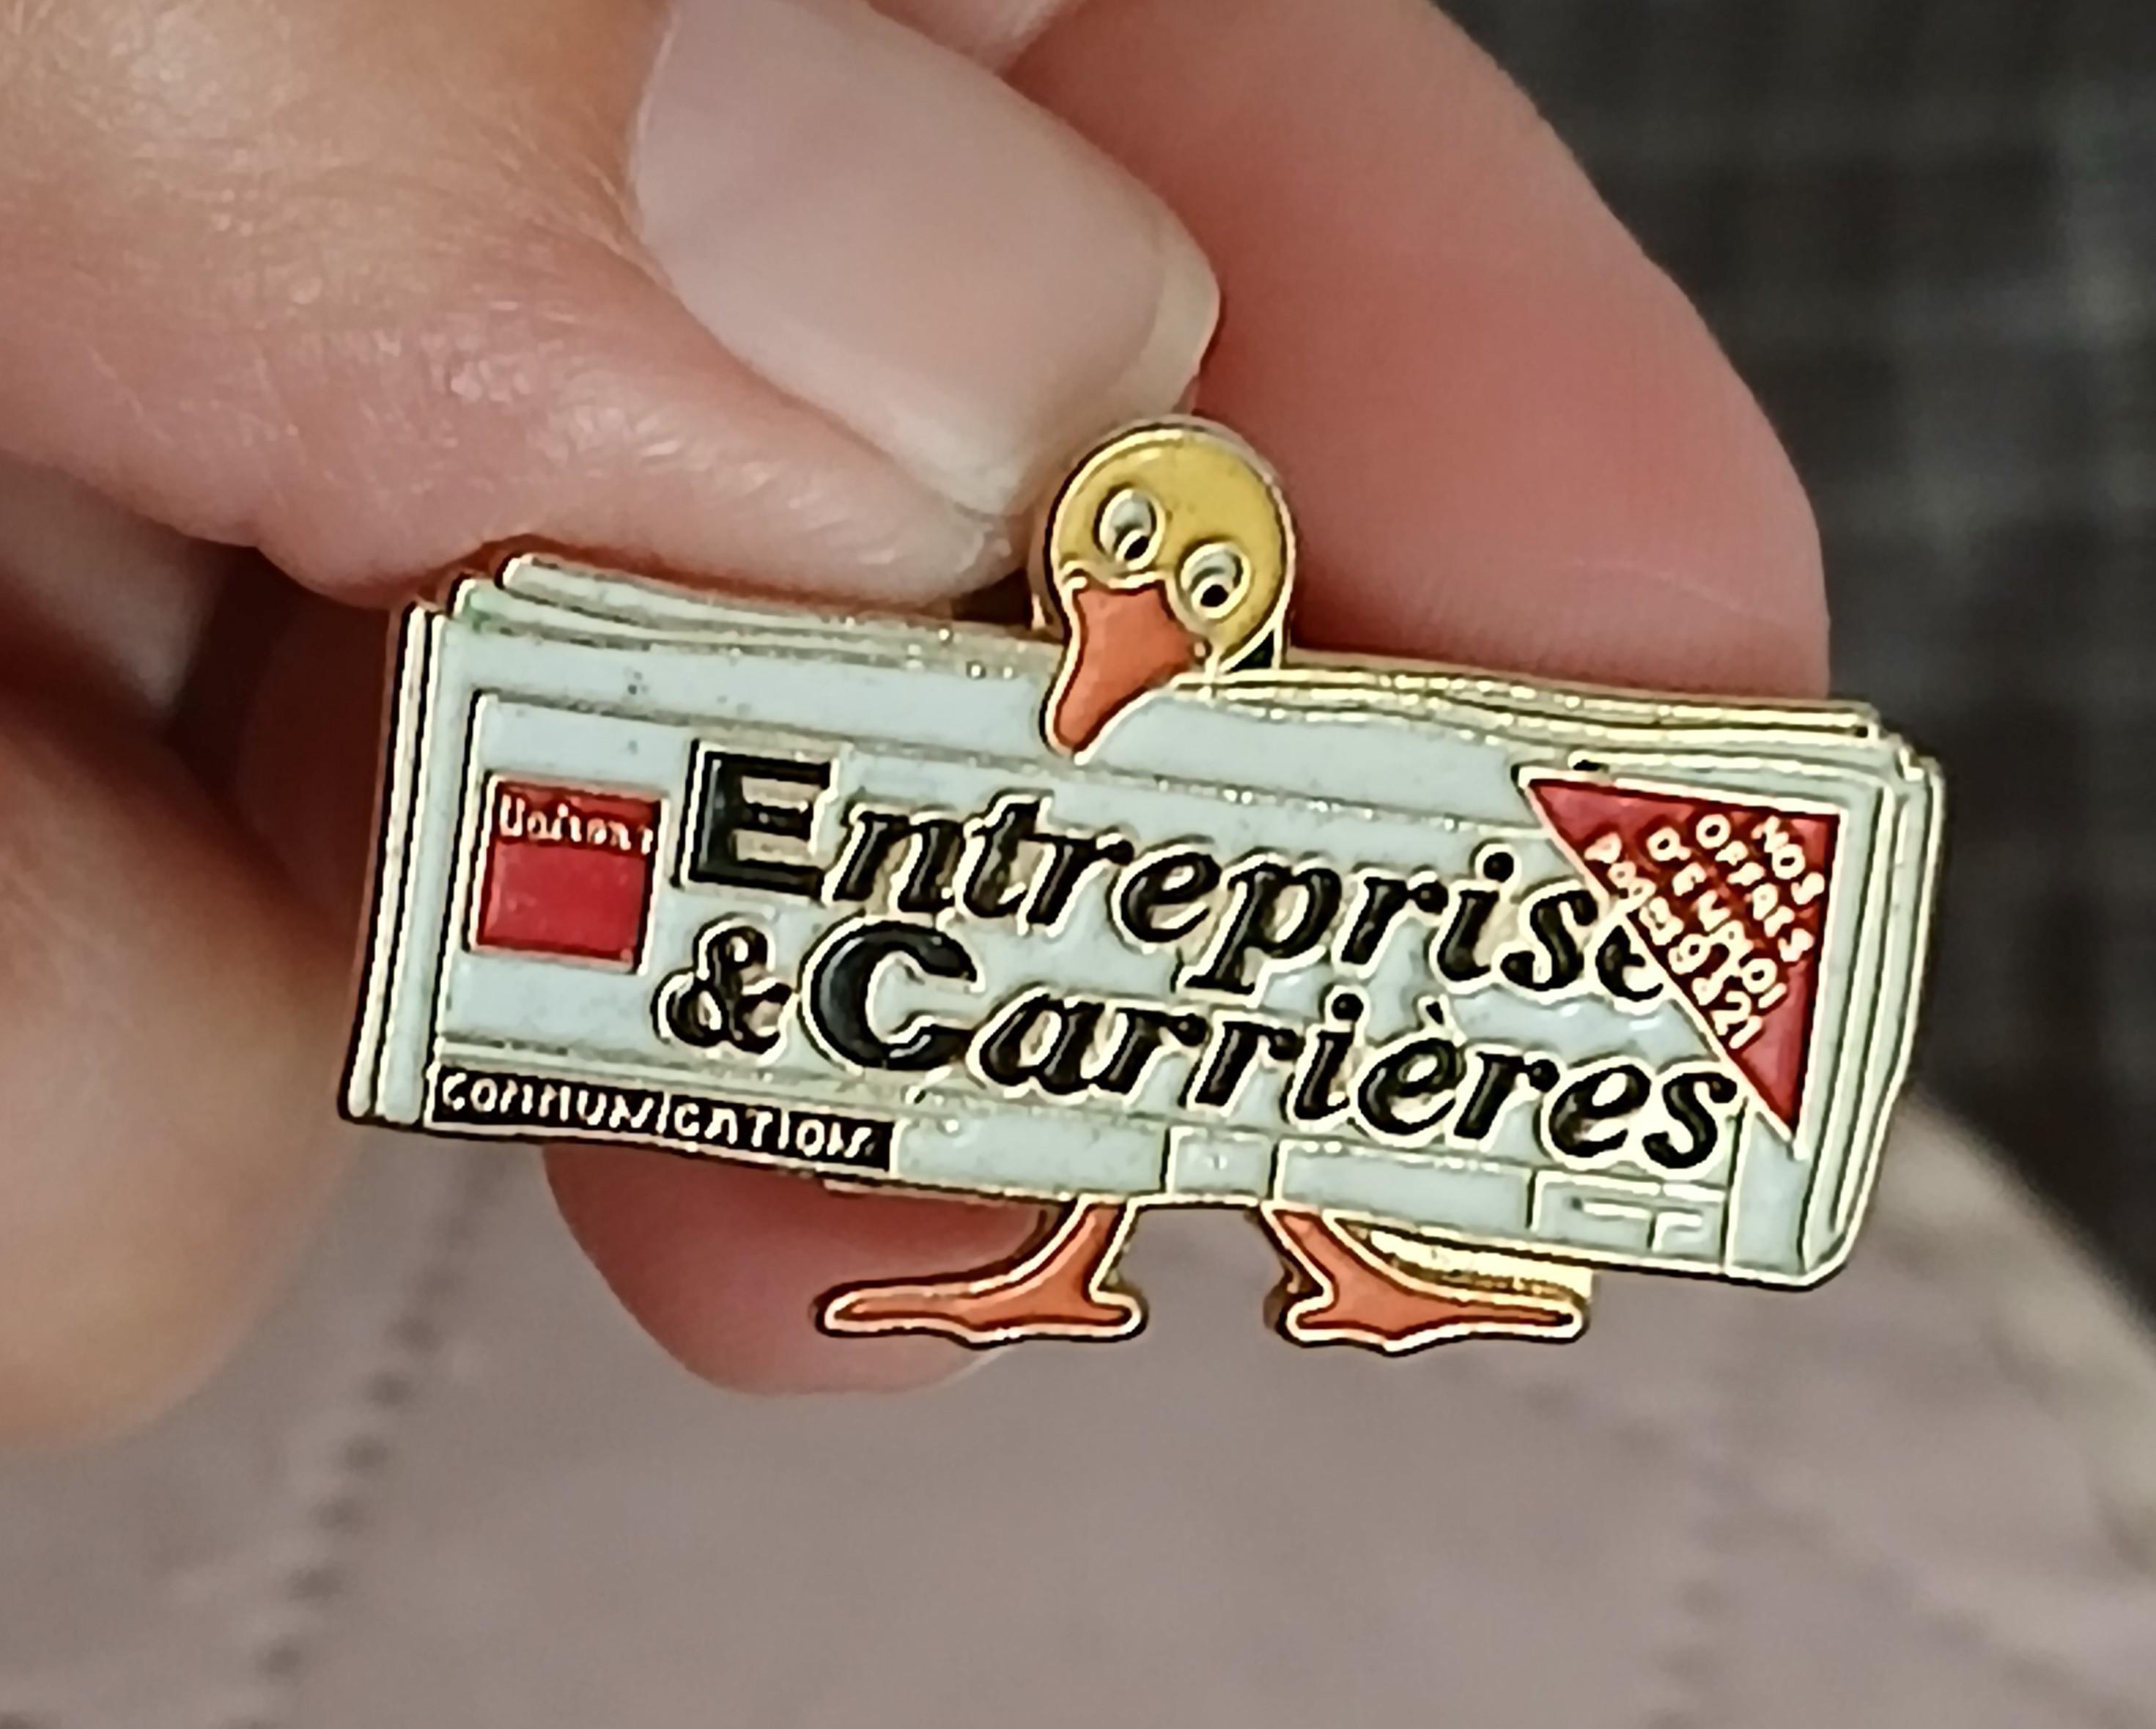 Entreprise
& Carrières
NOS
OFFRES
D'EMPLOI
COMMUNICATION